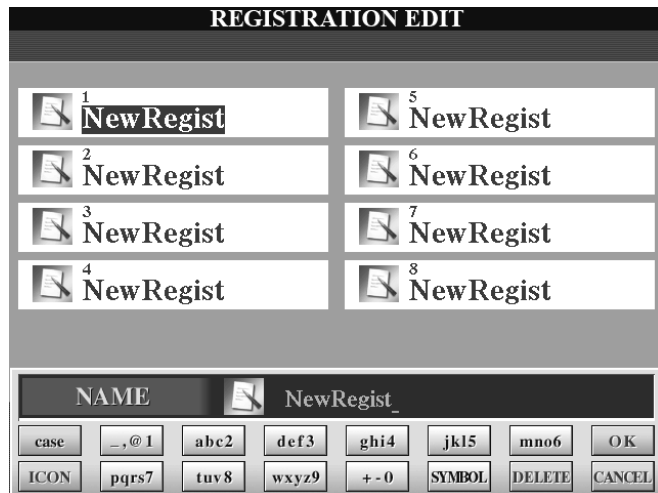 REGISTRATION EDIT
1
NewRegist
5
NewRegist
2
NewRegist
6
NewRegist
3
NewRegist
7
NewRegist
4
NewRegist
8
NewRegist
NAME NewRegist_
case _,@1 abc2 def3 ghi4 jkl5 mno6 OK
ICON pqrs7 tuv8 wxyz9 +-0 SYMBOL DELETE CANCEL